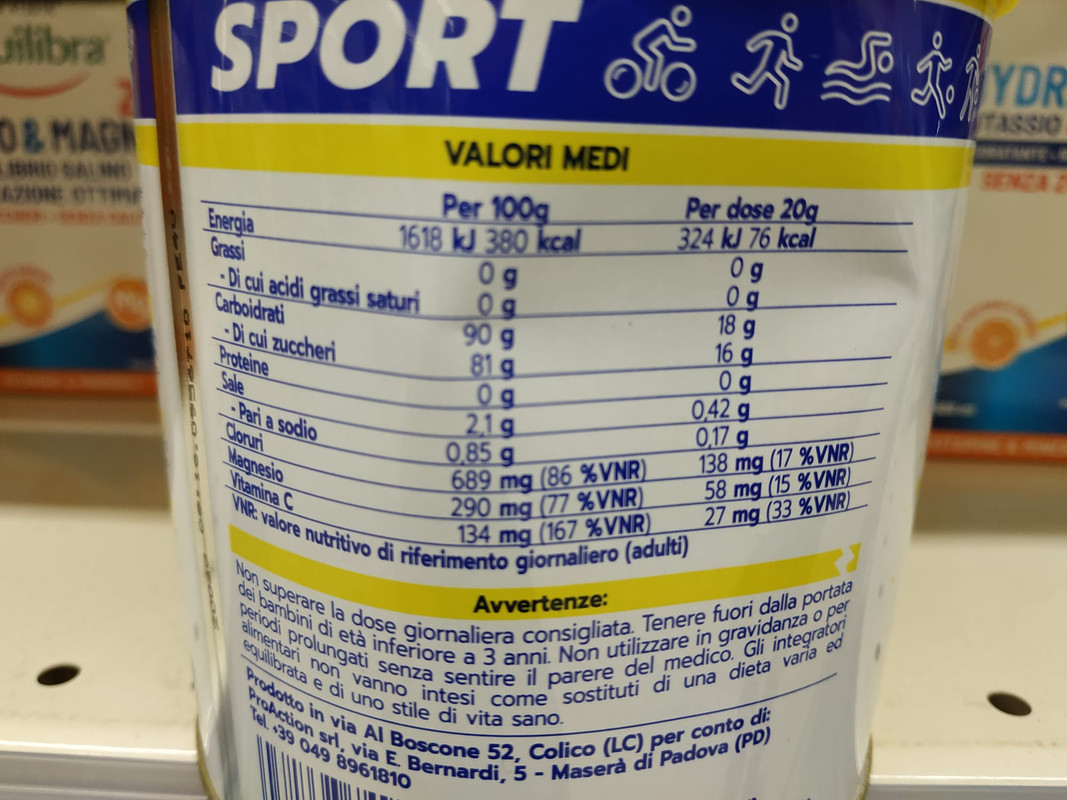 SPORT
VALORI MEDI
Per 100g Per dose 20g
Energia 1618 kJ 380 kcal 324 kJ 76 kcal
Grassi 0 g 0 g
- Di cui acidi grassi saturi 0 g 0 g
Carboidrati 90 g 18 g
- Di cui zuccheri 81 g 16 g
Proteine 0 g 0 g
Sale 2,1 g 0,42 g
- Pari a sodio 0,85 g 0,17 g
Cloruri 689 mg (86 %VNR) 138 mg (17 %VNR)
Magnesio 290 mg (77 %VNR) 58 mg (15 %VNR)
Vitamina C 134 mg (167 %VNR) 27 mg (33 %VNR)
VNR: valore nutritivo di riferimento giornaliero (adulti)
Avvertenze:
Non superare la dose giornaliera consigliata. Tenere fuori dalla portata
dei bambini di età inferiore a 3 anni. Non utilizzare in gravidanza o per
periodi prolungati senza sentire il parere del medico. Gli integratori
alimentari non vanno intesi come sostituti di una dieta varia ed
equilibrata e di uno stile di vita sano.
Prodotto in via Al Boscone 52, Colico (LC) per conto di:
ProAction srl, via E. Bernardi, 5 - Maserà di Padova (PD)
Tel. +39 049 8961810
uilibra
O & MAGN
YDR
TASSIO
SENZA Z